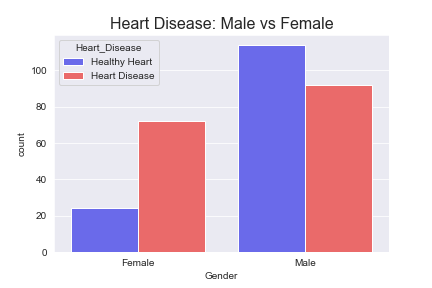 Heart Disease: Male vs Female
Heart_Disease
Healthy Heart
Heart Disease
100
80
60
40
20
0
count
Female
Male
Gender